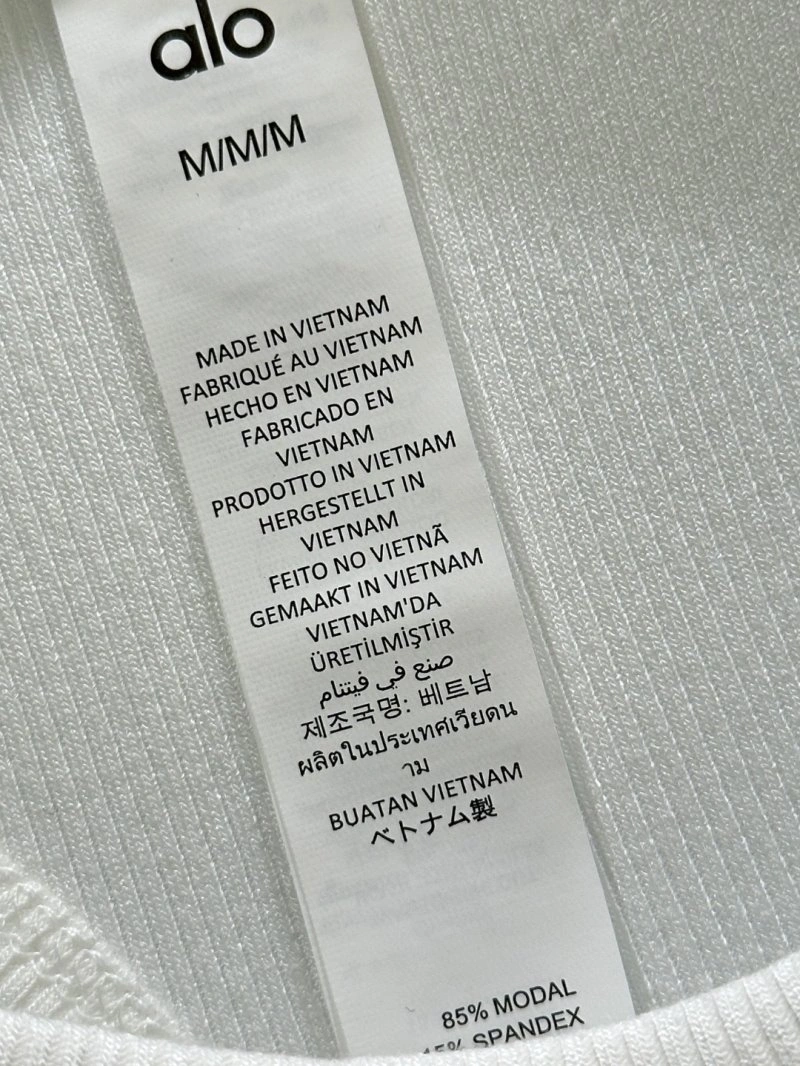 alo
M/M/M
MADE IN VIETNAM
FABRIQUÉ AU VIETNAM
HECHO EN VIETNAM
FABRICADO EN
VIETNAM
PRODOTTO IN VIETNAM
HERGESTELLT IN
VIETNAM
FEITO NO VIETNÃ
GEMAAKT IN VIETNAM
VIETNAM'DA
ÜRETİLMİŞTİR
صنع في فيتنام
제조국명: 베트남
ผลิตในประเทศเวียดน
าม
BUATAN VIETNAM
ベトナム製
85% MODAL
15% SPANDEX